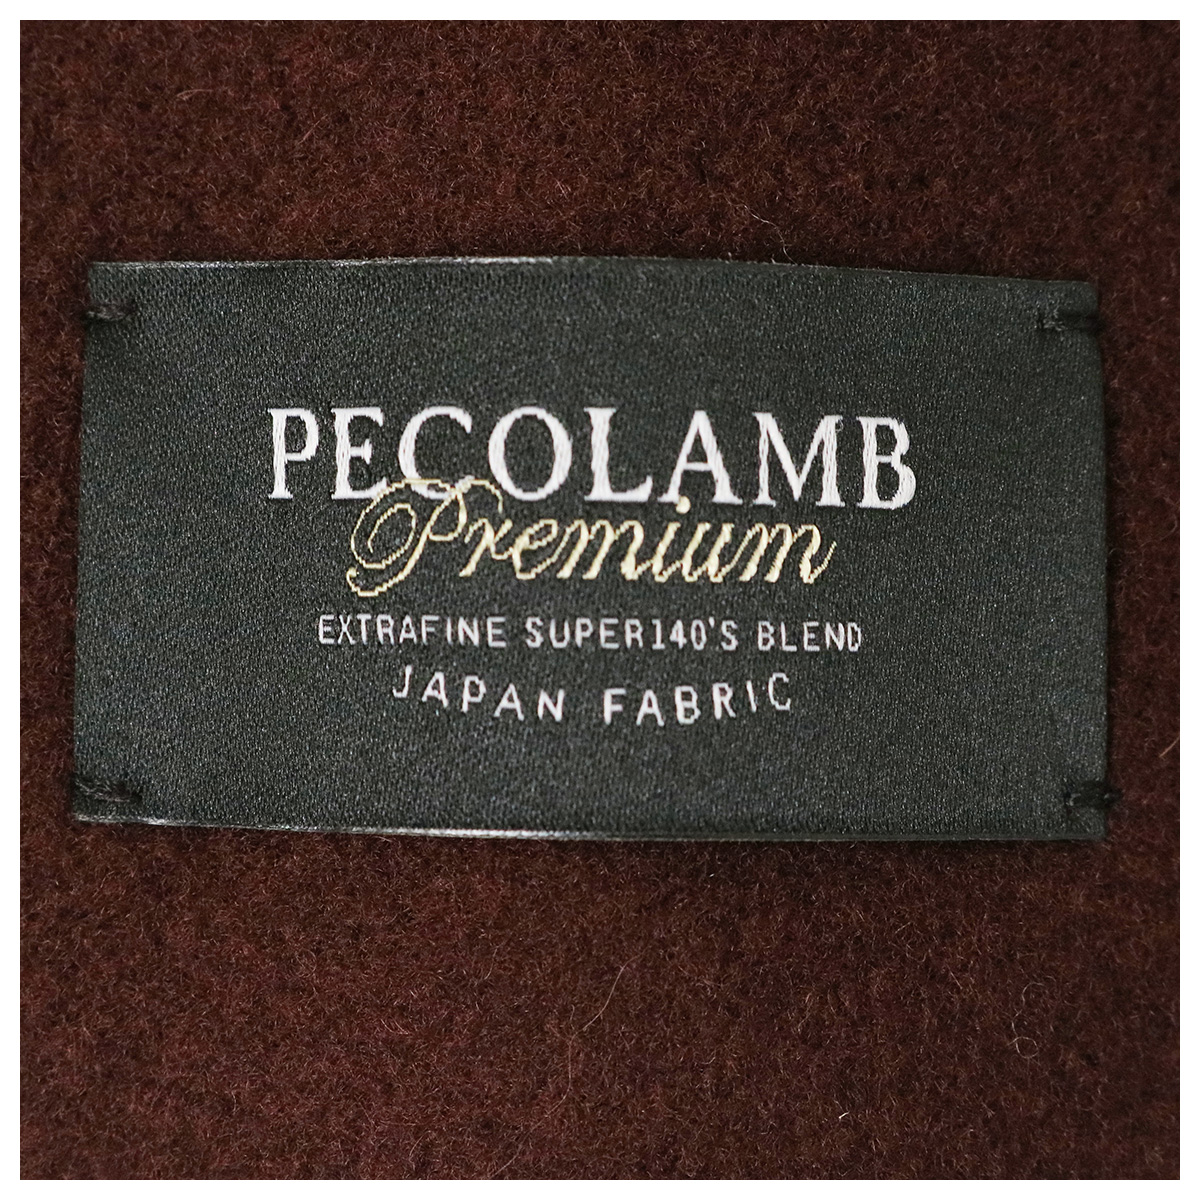 PECOLAMB
Premium
EXTRAFINE SUPER140'S BLEND
JAPAN FABRIC